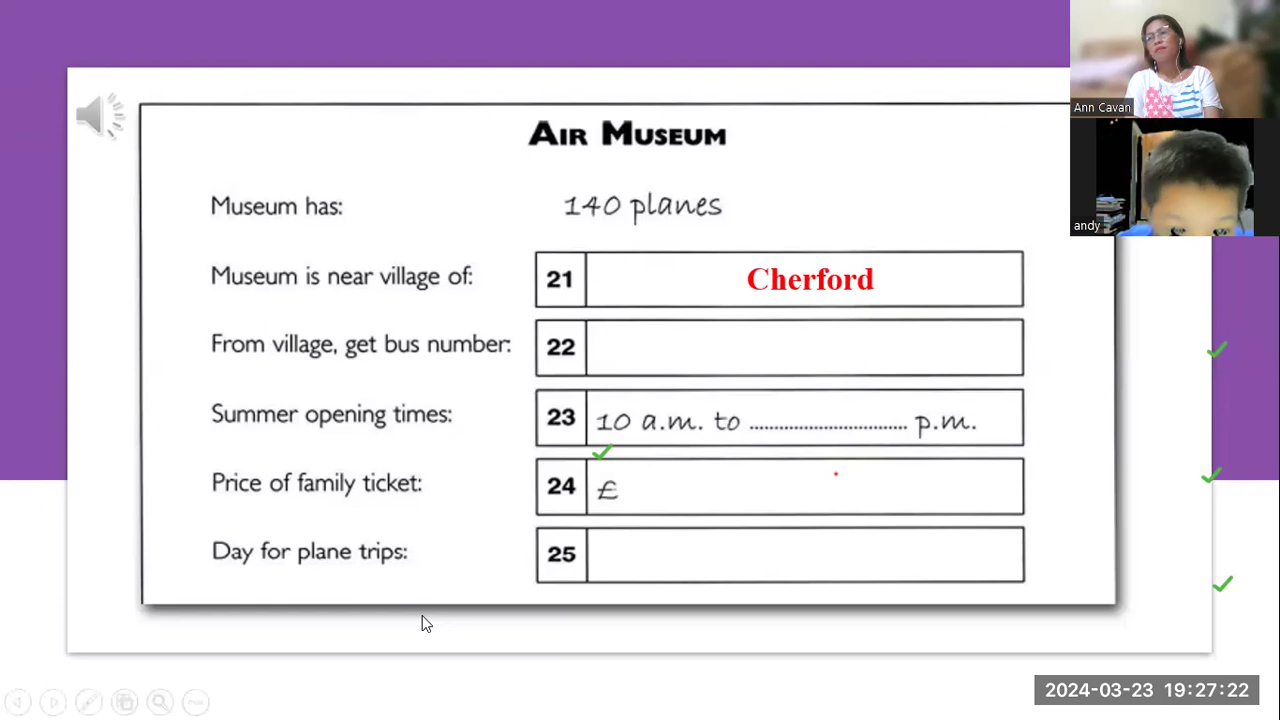 AIR MUSEUM
Museum has: 140 planes
Museum is near village of: 21 Cherford
From village, get bus number: 22
Summer opening times: 23 10 a.m. to .............................. p.m.
Price of family ticket: 24 £
Day for plane trips: 25
Ann Cavan
andy
2024-03-23 19:27:22